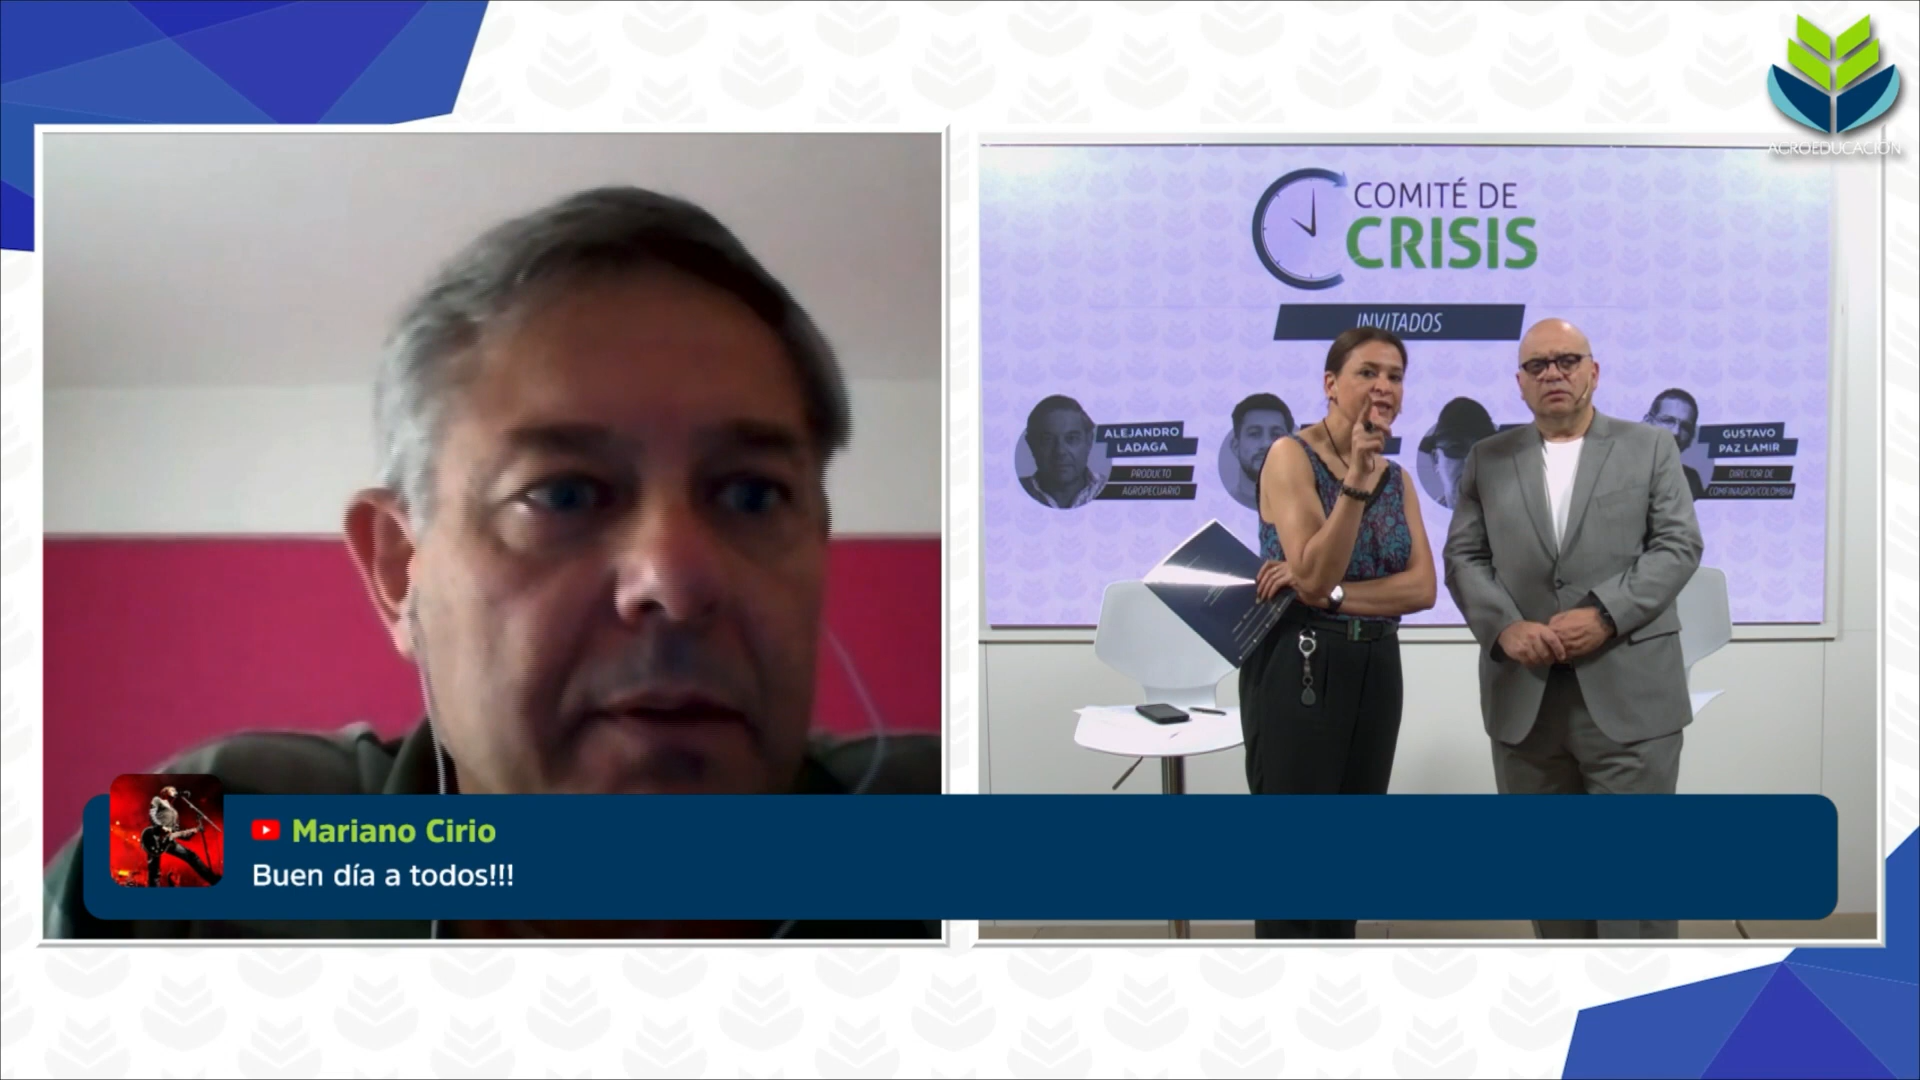 AGROEDUCACIÓN
COMITÉ DE
CRISIS
INVITADOS
ALEJANDRO
LADAGA
PRODUCTO
AGROPECUARIO
GUSTAVO
PAZ LAMIR
DIRECTOR DE
COMFINAGRO/COLOMBIA
Mariano Cirio
Buen día a todos!!!